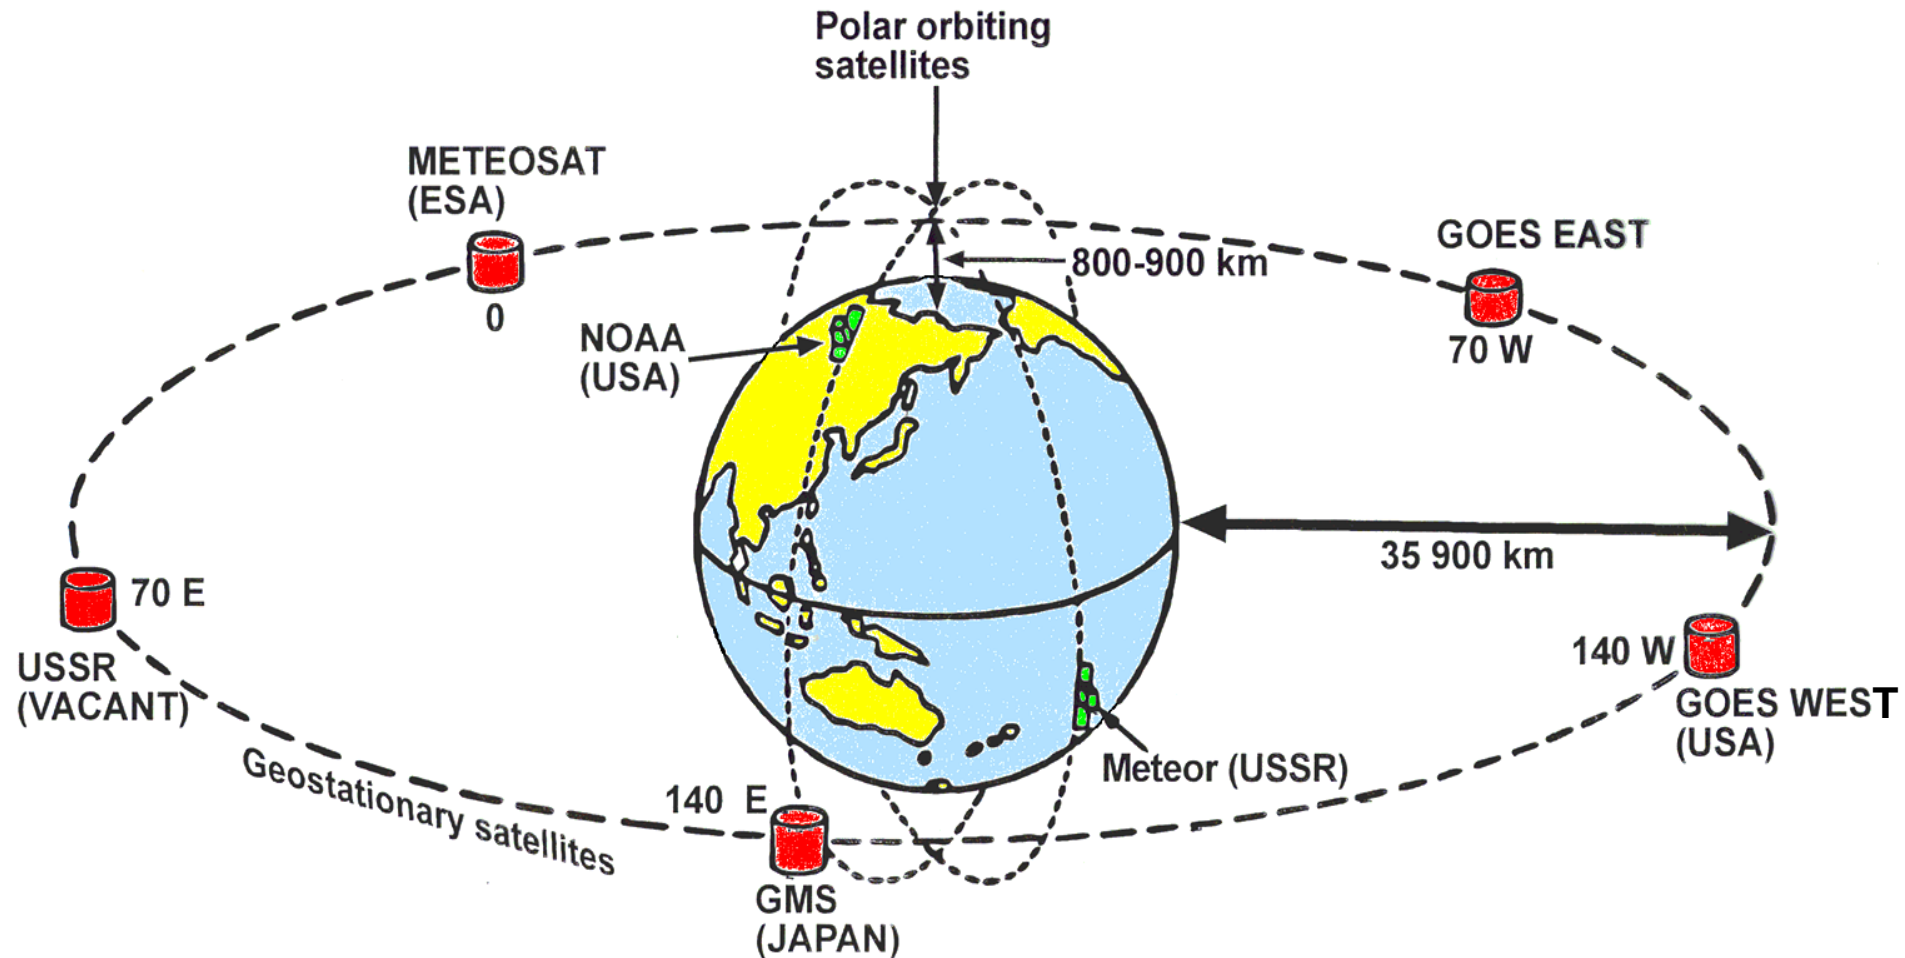 Polar orbiting
satellites
METEOSAT
(ESA)
0
GOES EAST
70 W
800-900 km
NOAA
(USA)
35 900 km
70 E
USSR
(VACANT)
140 W
GOES WEST
(USA)
Geostationary satellites
Meteor (USSR)
140 E
GMS
(JAPAN)